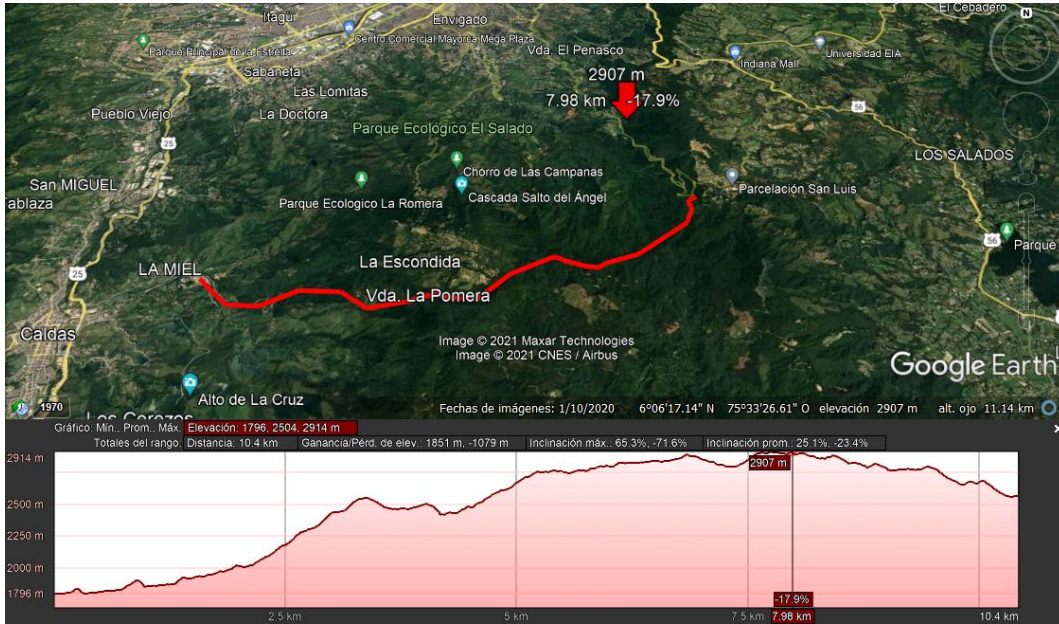 El Cebadero
Itagüí
Envigado
N
Centro Comercial Mayorca Mega Plaza
Parque Principal de la Estrella
Vda. El Penasco
Indiana Mall
Universidad EIA
Sabaneta
2907 m
Las Lomitas
7.98 km -17.9%
56
Pueblo Viejo
La Doctora
Parque Ecológico El Salado
25
LOS SALADOS
Chorro de Las Campanas
San MIGUEL
Parcelación San Luis
Tablaza
Parque Ecologico La Romera
Cascada Salto del Ángel
56
Parque
La Escondida
LA MIEL
25
Vda. La Pomera
Caldas
Image © 2021 Maxar Technologies
Image © 2021 CNES / Airbus
Google Earth
Alto de La Cruz
1970
Fechas de imágenes: 1/10/2020 6°06'17.14" N 75°33'26.61" O elevación 2907 m alt. ojo 11.14 km
Gráfico: Mín., Prom., Máx. Elevación: 1796, 2504, 2914 m
Totales del rango: Distancia: 10.4 km Ganancia/Pérd. de elev.: 1851 m, -1079 m Inclinación máx.: 65.3%, -71.6% Inclinación prom.: 25.1%, -23.4%
2914 m
2907 m
2500 m
2250 m
2000 m
1796 m
-17.9%
2.5 km 5 km 7.5 km 7.98 km 10.4 km